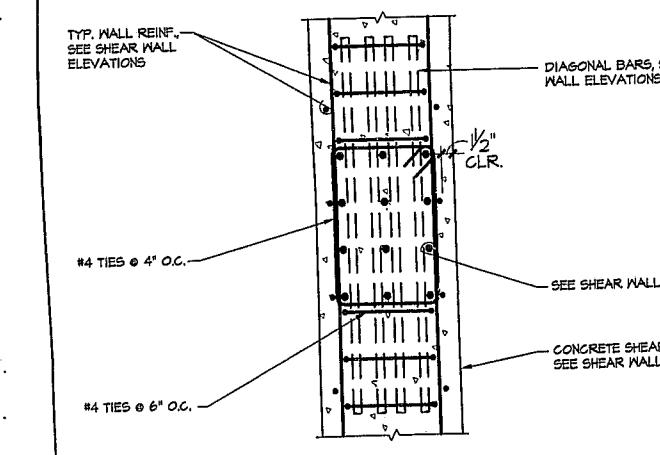 TYP. WALL REINF.,
SEE SHEAR WALL
ELEVATIONS
DIAGONAL BARS, S
WALL ELEVATIONS
1 1/2"
CLR.
#4 TIES @ 4" O.C.
SEE SHEAR WALL
CONCRETE SHEAR
SEE SHEAR WALL
#4 TIES @ 6" O.C.